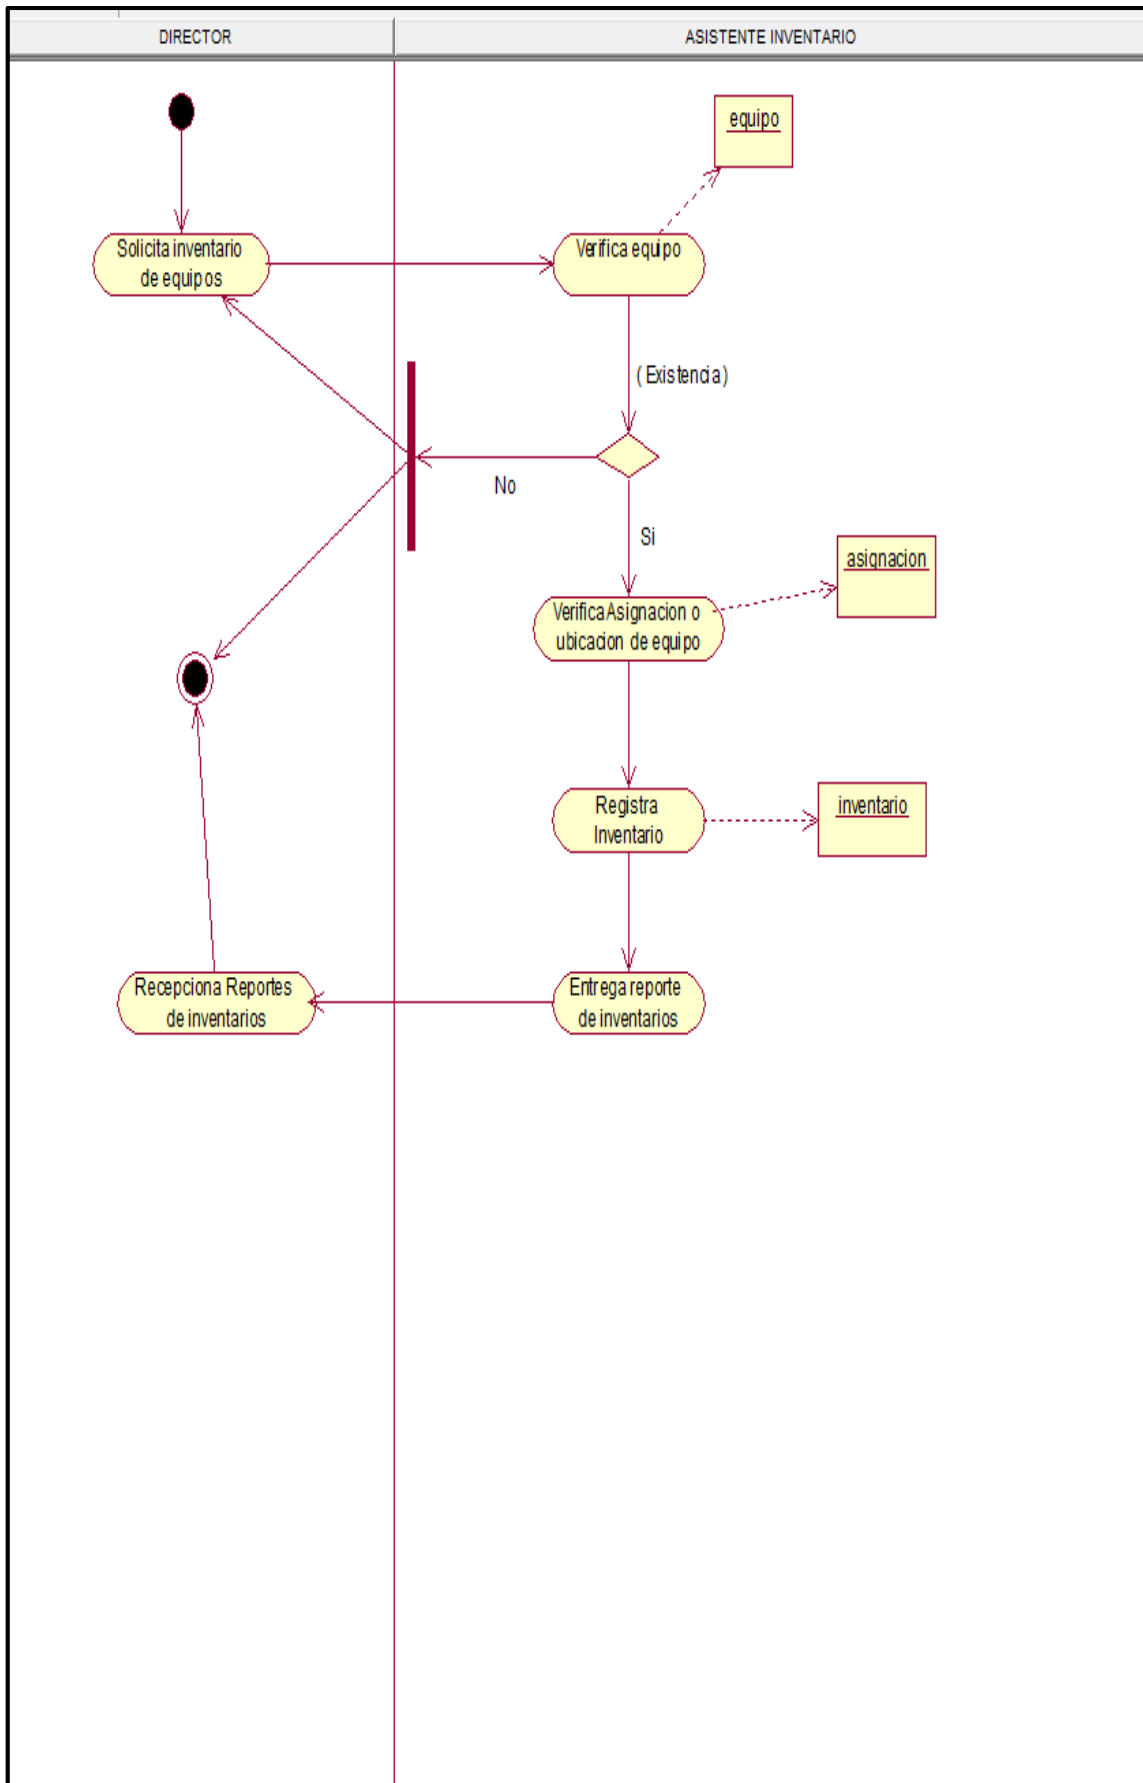 DIRECTOR
ASISTENTE INVENTARIO
equipo
Solicita inventario
de equipos
Verifica equipo
( Existencia)
No
Si
asignacion
Verifica Asignacion o
ubicacion de equipo
Registra
Inventario
inventario
Recepciona Reportes
de inventarios
Entrega reporte
de inventarios